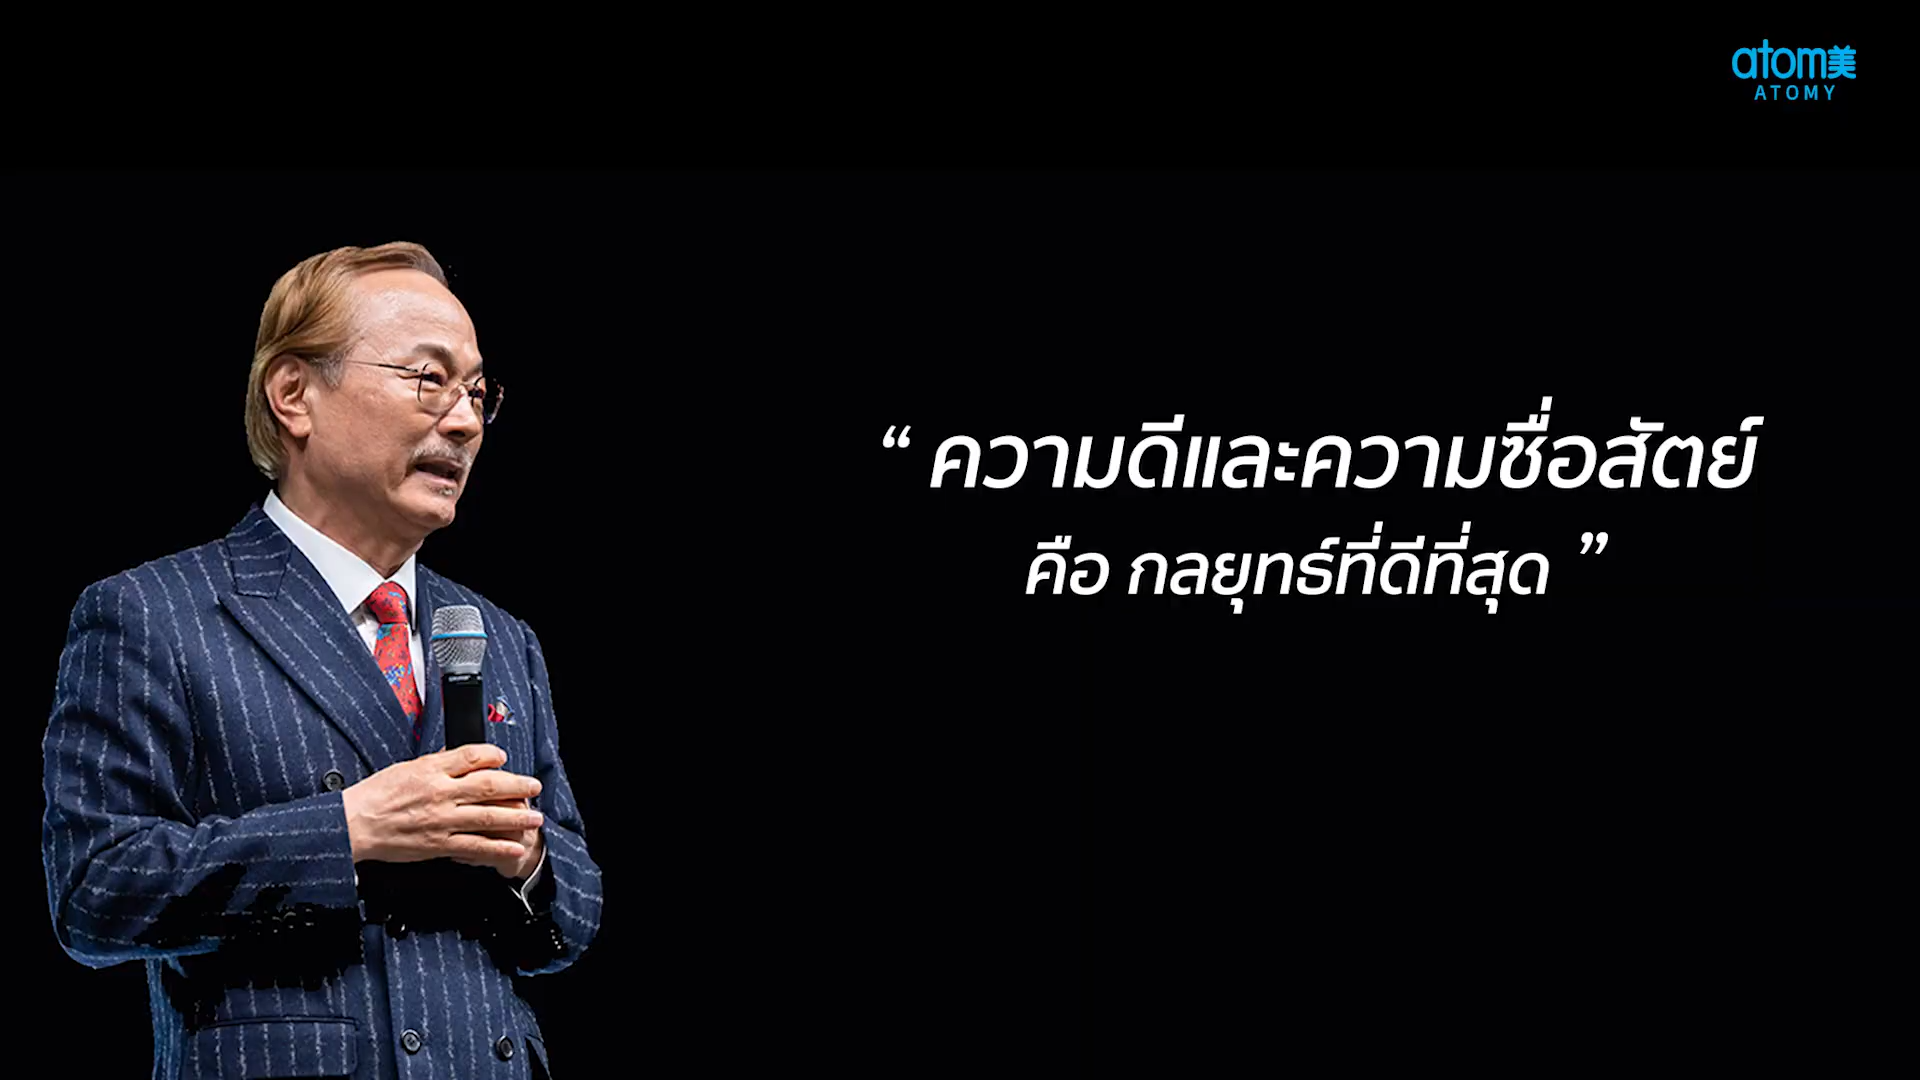 atom美
ATOMY
“ ความดีและความซื่อสัตย์
คือ กลยุทธ์ที่ดีที่สุด ”